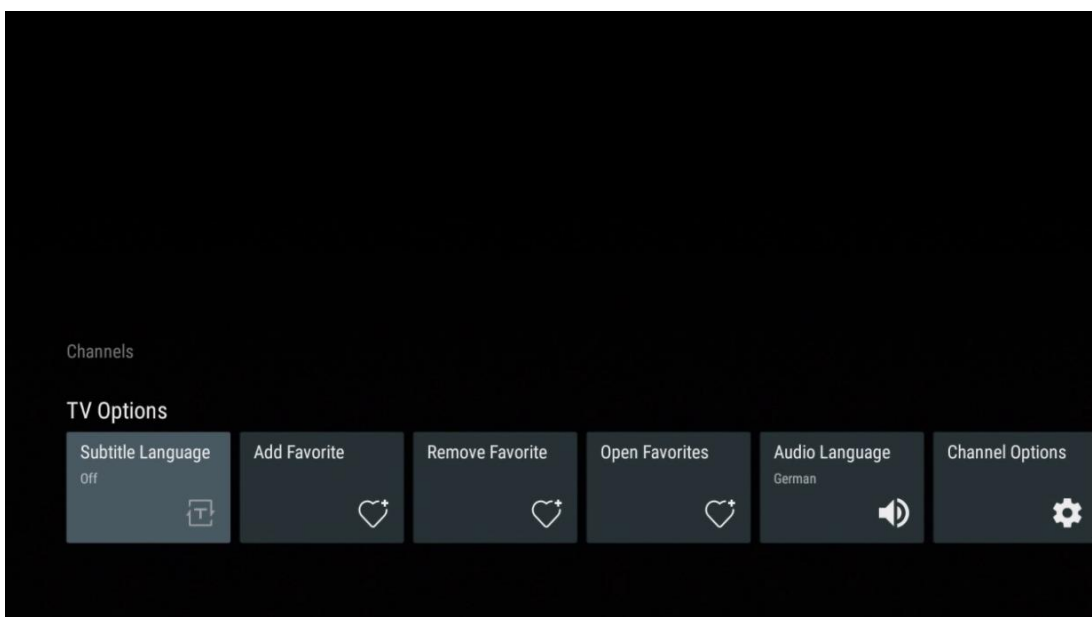 Channels
TV Options
Subtitle Language
Off
Add Favorite
Remove Favorite
Open Favorites
Audio Language
German
Channel Options